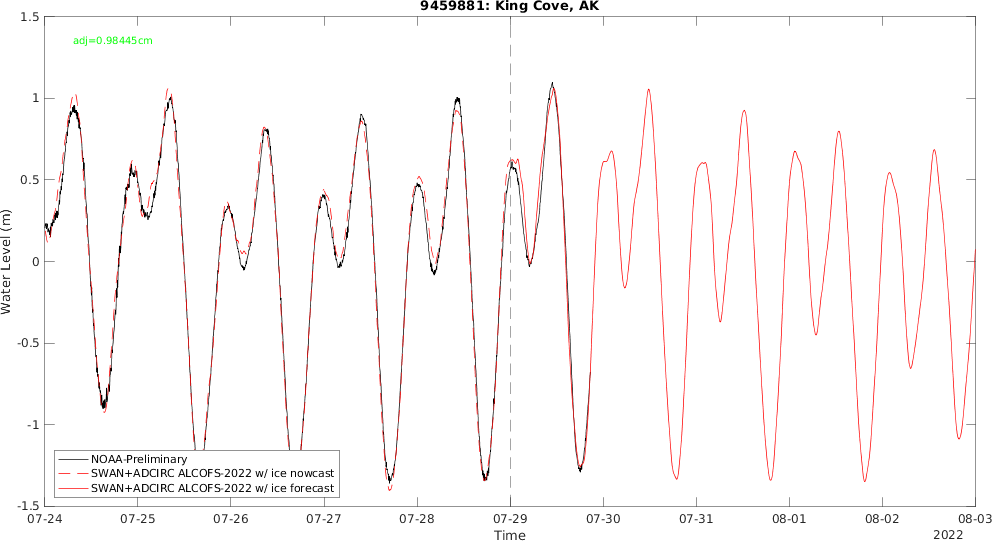 9459881: King Cove, AK
adj=0.98445cm
Water Level (m)
1.5
1
0.5
0
-0.5
-1
-1.5
NOAA-Preliminary
SWAN+ADCIRC ALCOFS-2022 w/ ice nowcast
SWAN+ADCIRC ALCOFS-2022 w/ ice forecast
07-24 07-25 07-26 07-27 07-28 07-29 07-30 07-31 08-01 08-02 08-03
Time
2022